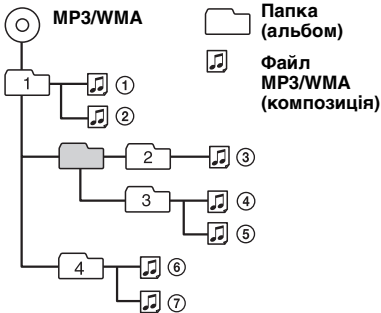 MP3/WMA
Папка
(альбом)
Файл
MP3/WMA
(композиція)
1
①
②
2
③
3
④
⑤
4
⑥
⑦